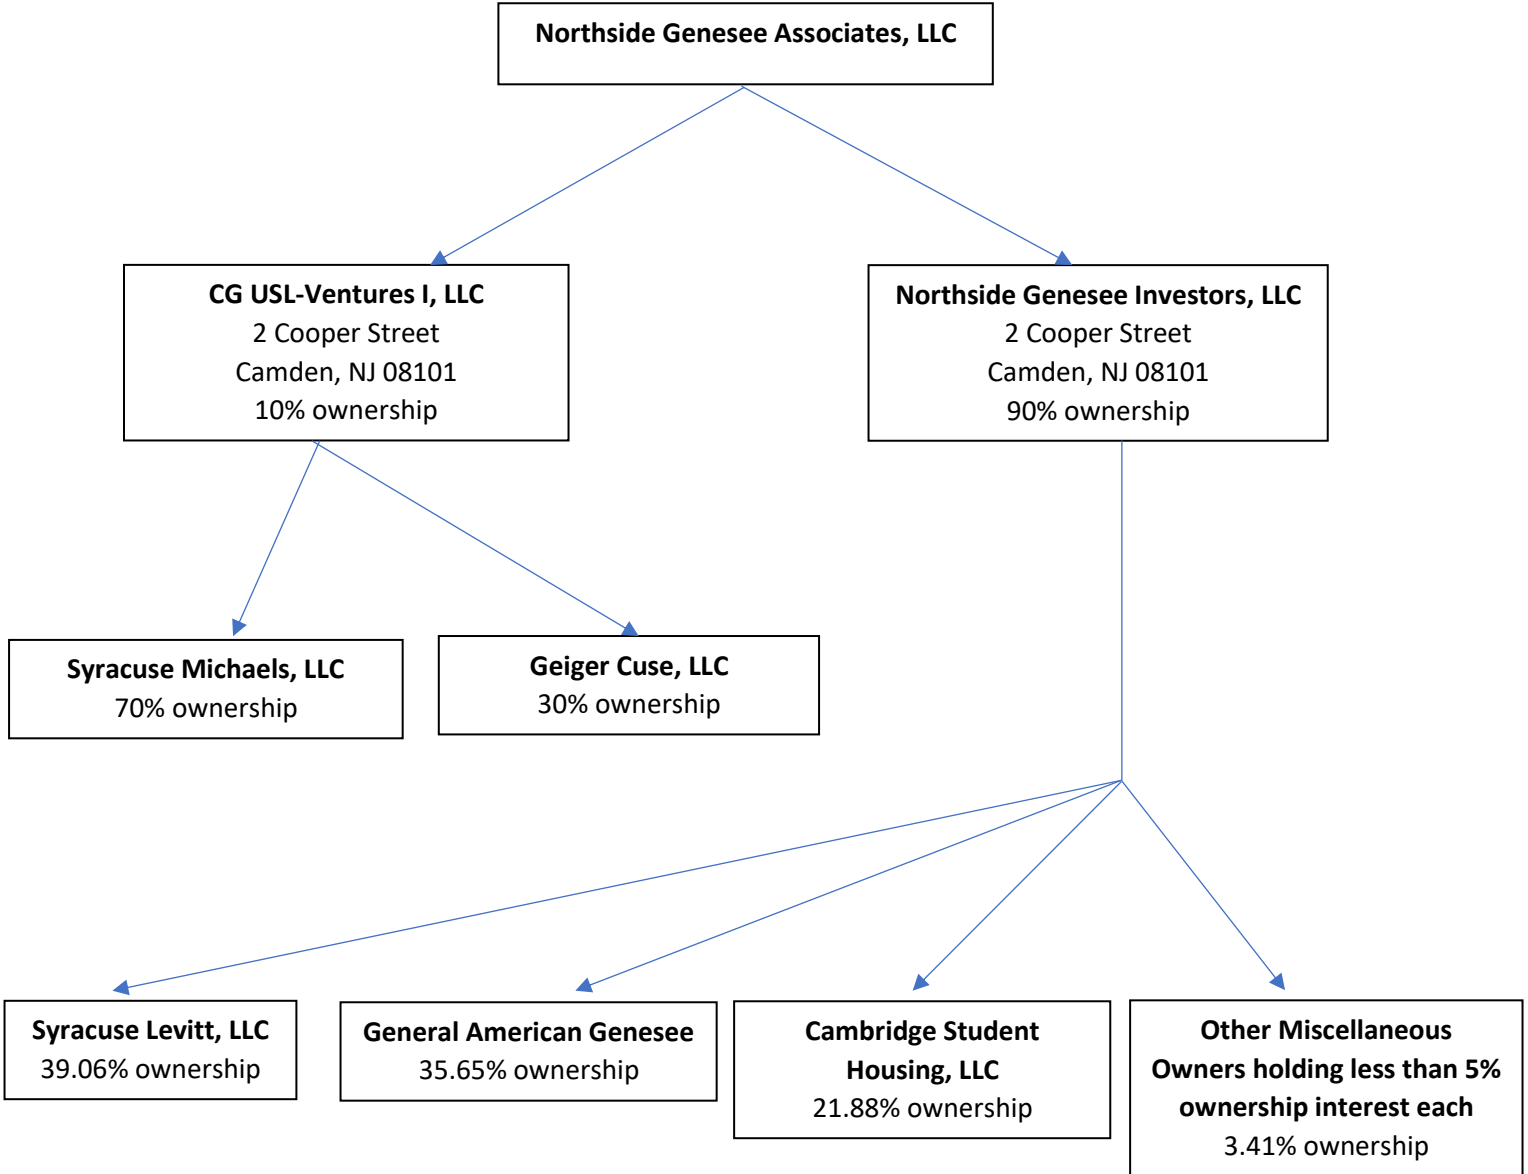 Northside Genesee Associates, LLC
CG USL-Ventures I, LLC
2 Cooper Street
Camden, NJ 08101
10% ownership
Northside Genesee Investors, LLC
2 Cooper Street
Camden, NJ 08101
90% ownership
Syracuse Michaels, LLC
70% ownership
Geiger Cuse, LLC
30% ownership
Syracuse Levitt, LLC
39.06% ownership
General American Genesee
35.65% ownership
Cambridge Student
Housing, LLC
21.88% ownership
Other Miscellaneous
Owners holding less than 5%
ownership interest each
3.41% ownership